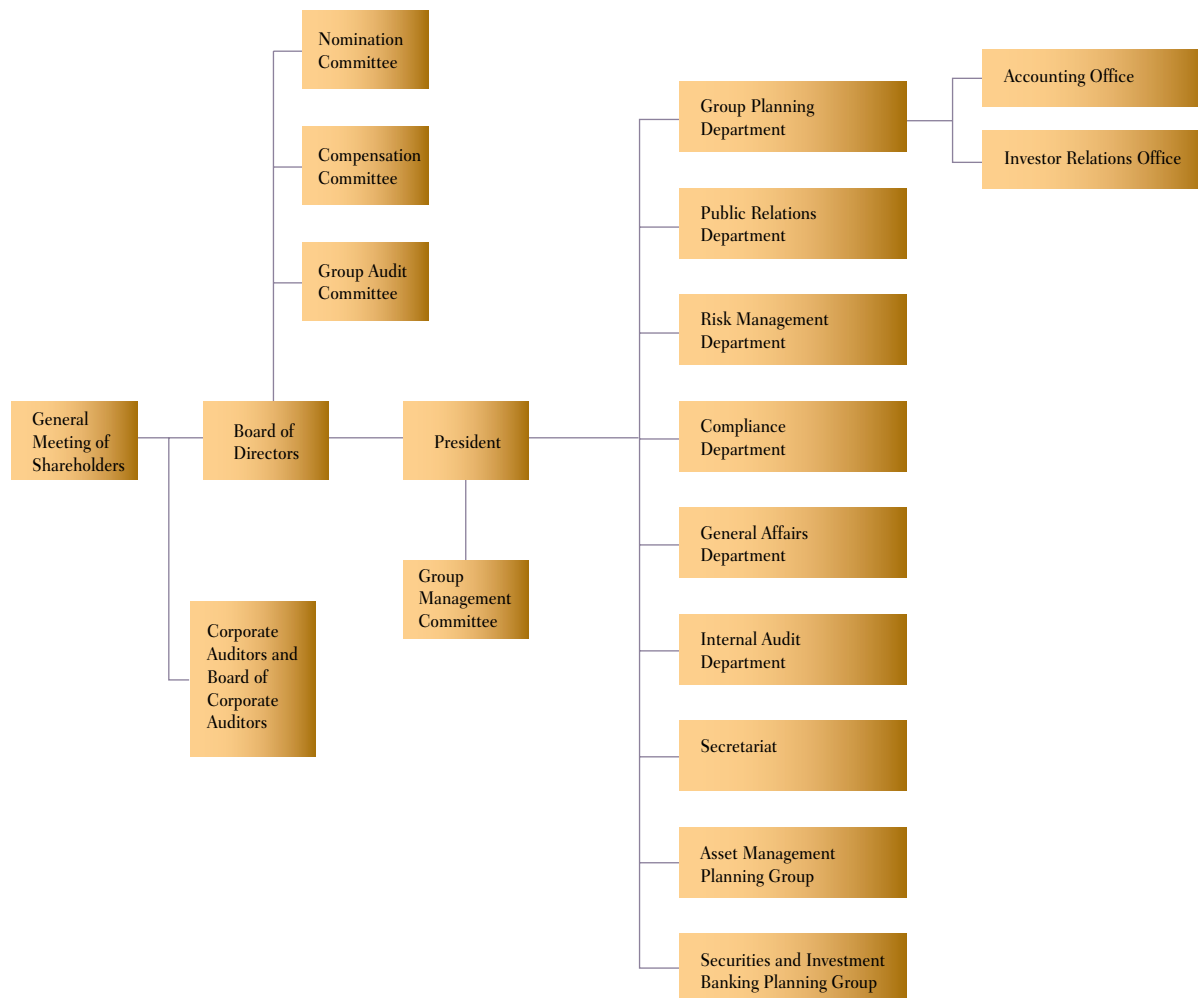 Nomination
Committee
Compensation
Committee
Group Audit
Committee
General
Meeting of
Shareholders
Board of
Directors
President
Group
Management
Committee
Corporate
Auditors and
Board of
Corporate
Auditors
Group Planning
Department
Accounting Office
Investor Relations Office
Public Relations
Department
Risk Management
Department
Compliance
Department
General Affairs
Department
Internal Audit
Department
Secretariat
Asset Management
Planning Group
Securities and Investment
Banking Planning Group